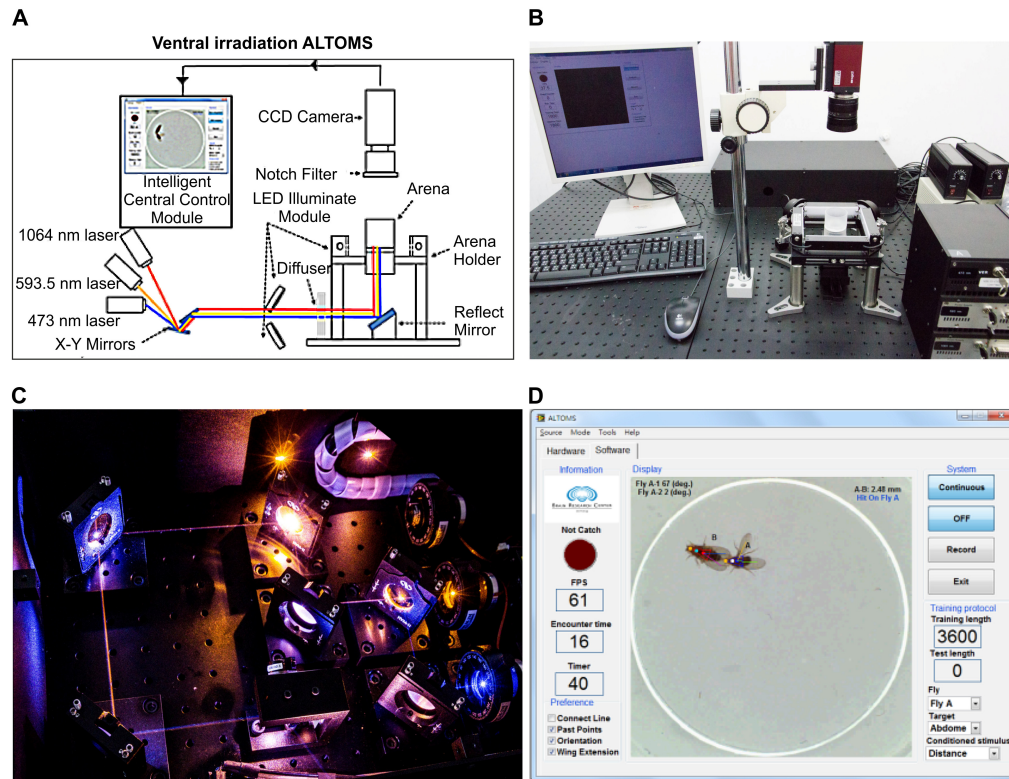 A
Ventral irradiation ALTOMS
CCD Camera
Notch Filter
LED Illuminate
Module
Arena
Intelligent
Central Control
Module
1064 nm laser
593.5 nm laser
473 nm laser
X-Y Mirrors
Diffuser
Arena
Holder
Reflect
Mirror
B
C
D
ALTOMS
Source Mode Tools Help
Hardware Software
Information
BRAIN RESEARCH CENTER
Not Catch
FPS
61
Encounter time
16
Timer
40
Preference
Connect Line
Past Points
Orientation
Wing Extension
Display
Fly A-1 67 (deg.)
Fly A-2 2 (deg.)
A-B: 2.48 mm
Hit On Fly A
B
A
System
Continuous
OFF
Record
Exit
Training protocol
Training length
3600
Test length
0
Fly
Fly A
Target
Abdome
Conditioned stimulus
Distance